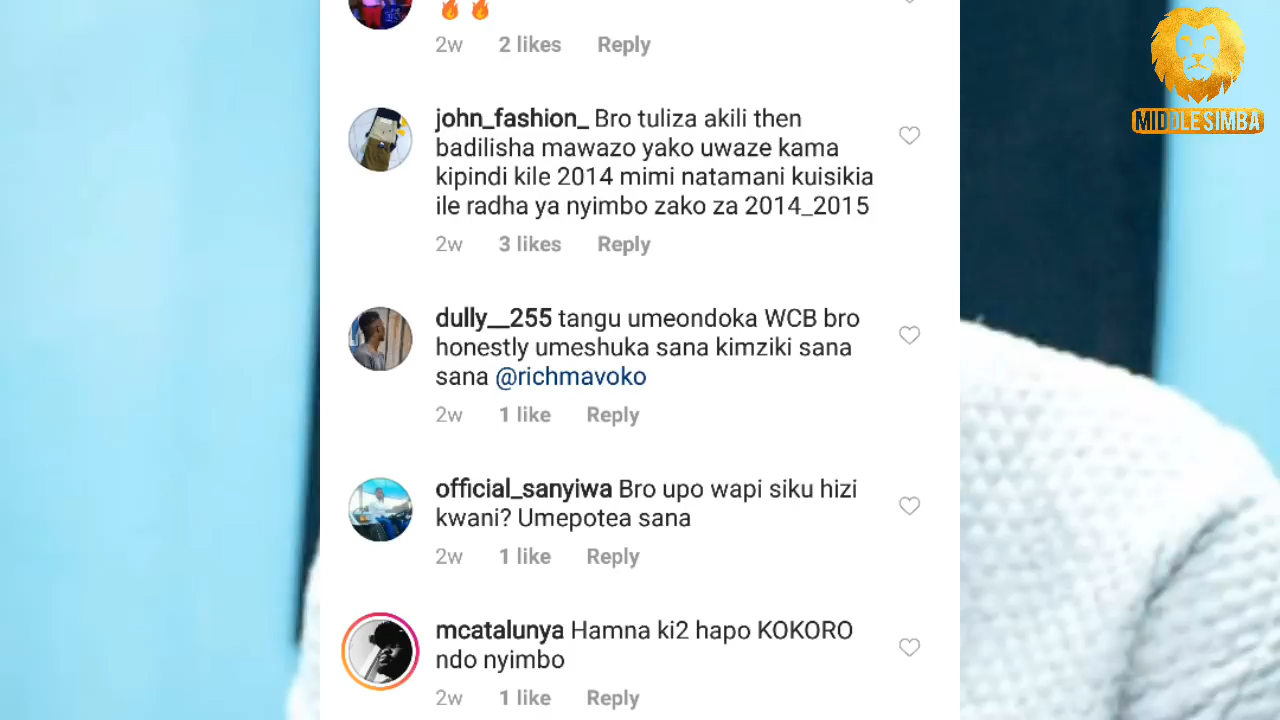 🔥 🔥
2w 2 likes Reply
MIDDLE SIMBA
john_fashion_ Bro tuliza akili then
badilisha mawazo yako uwaze kama
kipindi kile 2014 mimi natamani kuisikia
ile radha ya nyimbo zako za 2014_2015
2w 3 likes Reply
dully__255 tangu umeondoka WCB bro
honestly umeshuka sana kimziki sana
sana @richmavoko
2w 1 like Reply
official_sanyiwa Bro upo wapi siku hizi
kwani? Umepotea sana
2w 1 like Reply
mcatalunya Hamna ki2 hapo KOKORO
ndo nyimbo
2w 1 like Reply